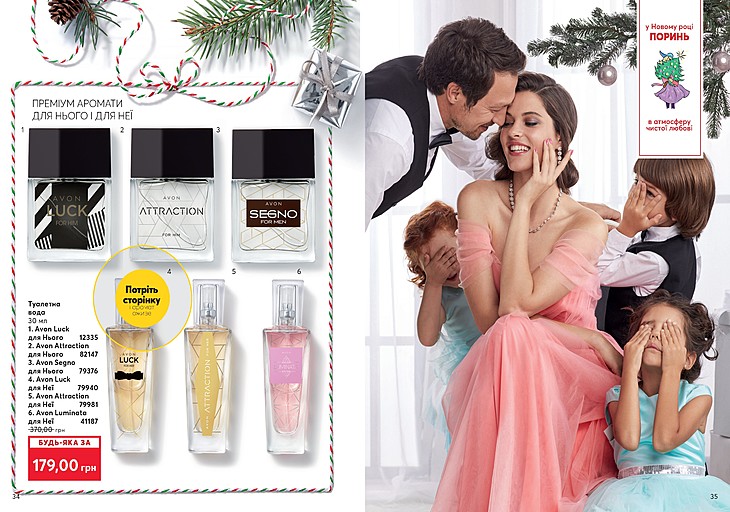 ПРЕМІУМ АРОМАТИ
ДЛЯ НЬОГО І ДЛЯ НЕЇ
1
2
3
AVON
LUCK
FOR HIM
AVON
ATTRACTION
FOR HIM
AVON
SEGNO
FOR MEN
4
5
6
Потріть
сторінку
Туалетна
вода
30 мл
1. Avon Luck
для Нього 12335
2. Avon Attraction
для Нього 82147
3. Avon Segno
для Нього 79376
4. Avon Luck
для Неї 79940
5. Avon Attraction
для Неї 79981
6. Avon Luminata
для Неї 41187
370,00 грн
БУДЬ-ЯКА ЗА
179,00 грн
AVON
LUCK
FOR HER
ATTRACTION
34
у Новому році
ПОРИНЬ
в атмосферу
чистої любові
35